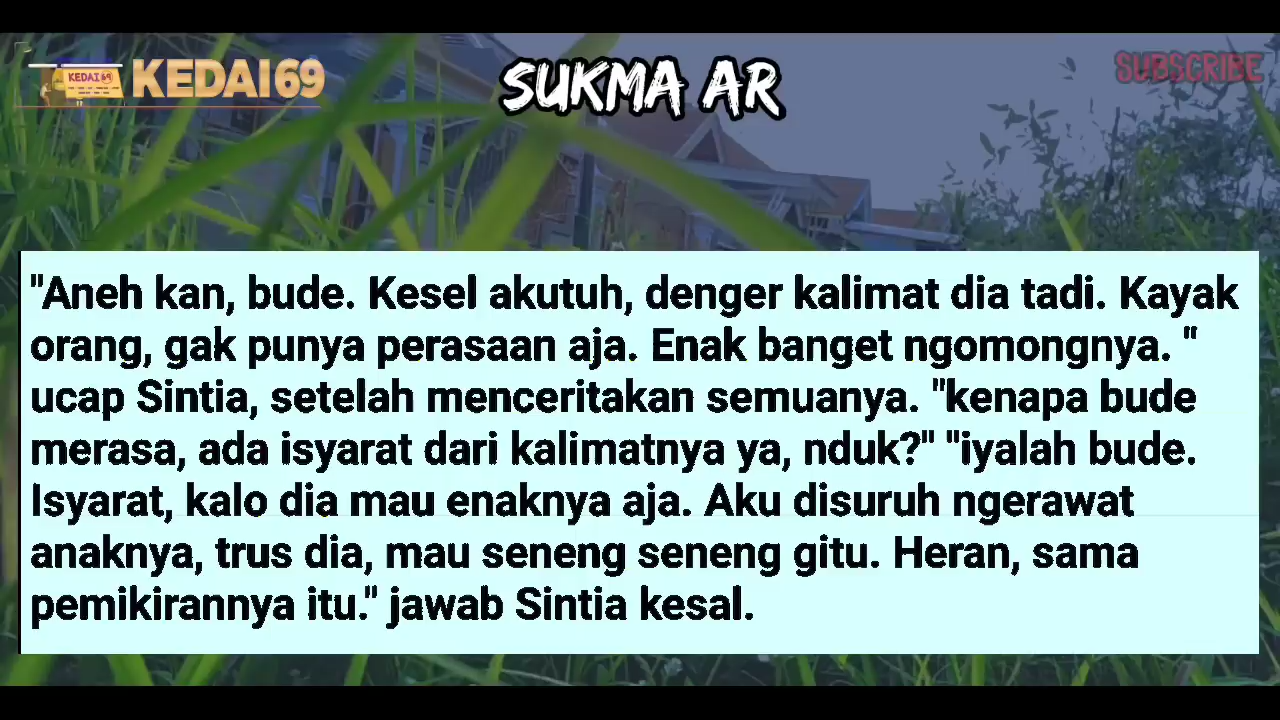 KEDAI69
KEDAI69
SUKMA AR
SUBSCRIBE
"Aneh kan, bude. Kesel akutuh, denger kalimat dia tadi. Kayak
orang, gak punya perasaan aja. Enak banget ngomongnya. "
ucap Sintia, setelah menceritakan semuanya. "kenapa bude
merasa, ada isyarat dari kalimatnya ya, nduk?" "iyalah bude.
Isyarat, kalo dia mau enaknya aja. Aku disuruh ngerawat
anaknya, trus dia, mau seneng seneng gitu. Heran, sama
pemikirannya itu." jawab Sintia kesal.